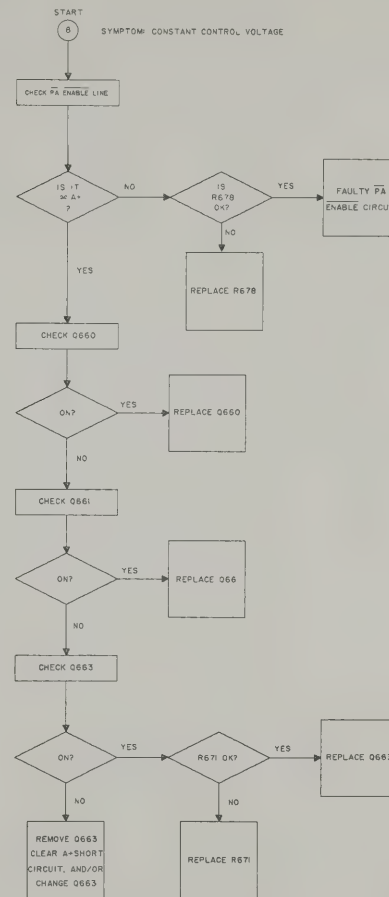 START
8
SYMPTOM: CONSTANT CONTROL VOLTAGE
CHECK PA ENABLE LINE
IS IT
≈ A+
?
NO
IS
R678
OK?
YES
FAULTY PA
ENABLE CIRCU
NO
YES
REPLACE R678
CHECK Q660
ON?
YES
REPLACE Q660
NO
CHECK Q661
ON?
YES
REPLACE Q66
NO
CHECK Q663
ON?
YES
R671 OK?
YES
REPLACE Q66
NO
NO
REMOVE Q663
CLEAR A+SHORT
CIRCUIT, AND/OR
CHANGE Q663
REPLACE R671